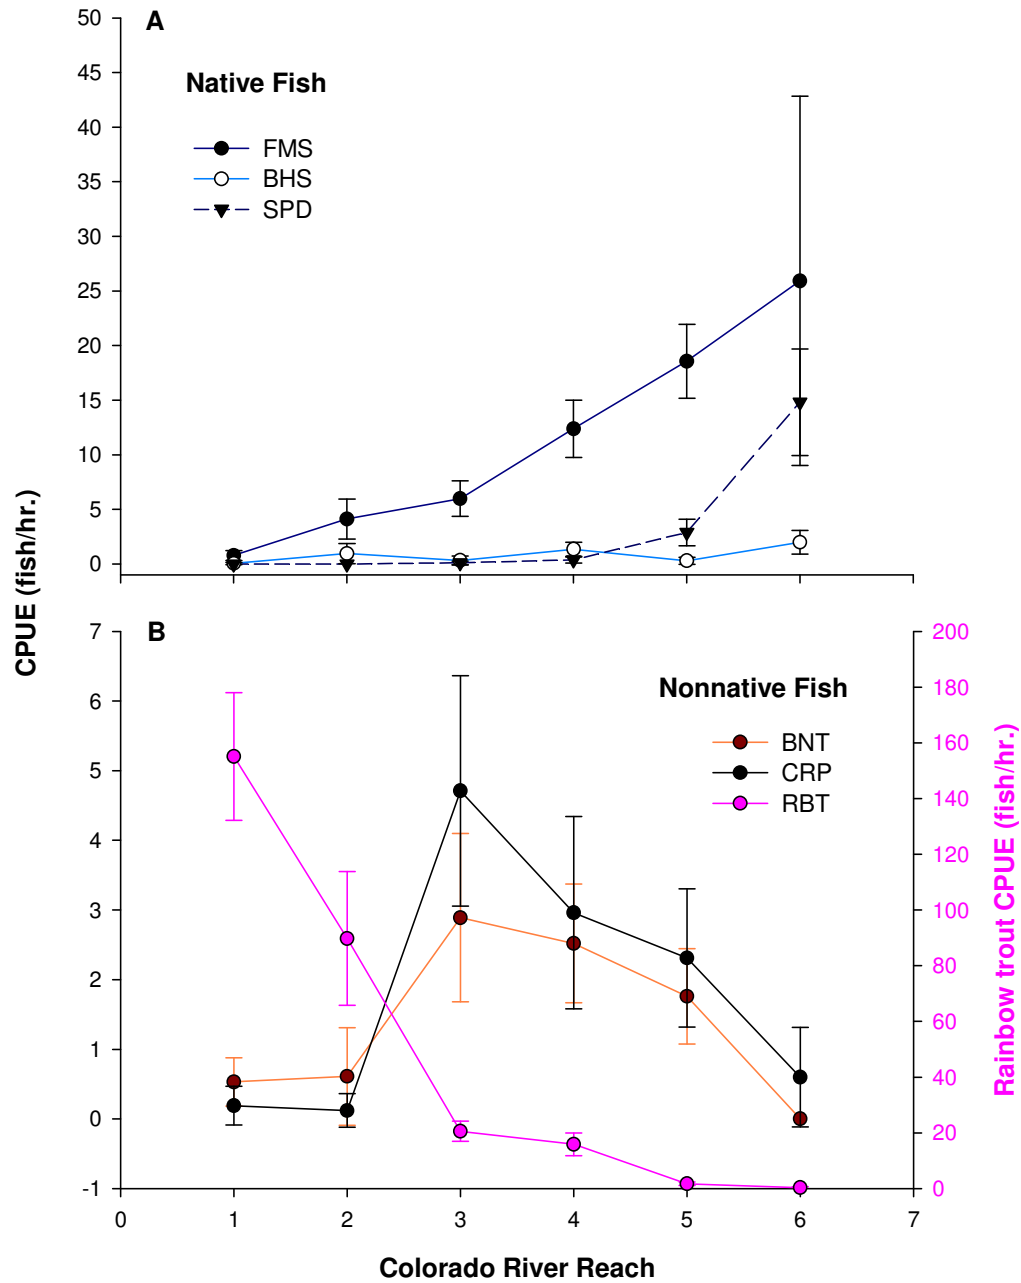 A
Native Fish
FMS
BHS
SPD
50
45
40
35
30
25
20
15
10
5
0
CPUE (fish/hr.)
B
Nonnative Fish
BNT
CRP
RBT
7
6
5
4
3
2
1
0
-1
200
180
160
140
120
100
80
60
40
20
0
Rainbow trout CPUE (fish/hr.)
0 1 2 3 4 5 6 7
Colorado River Reach